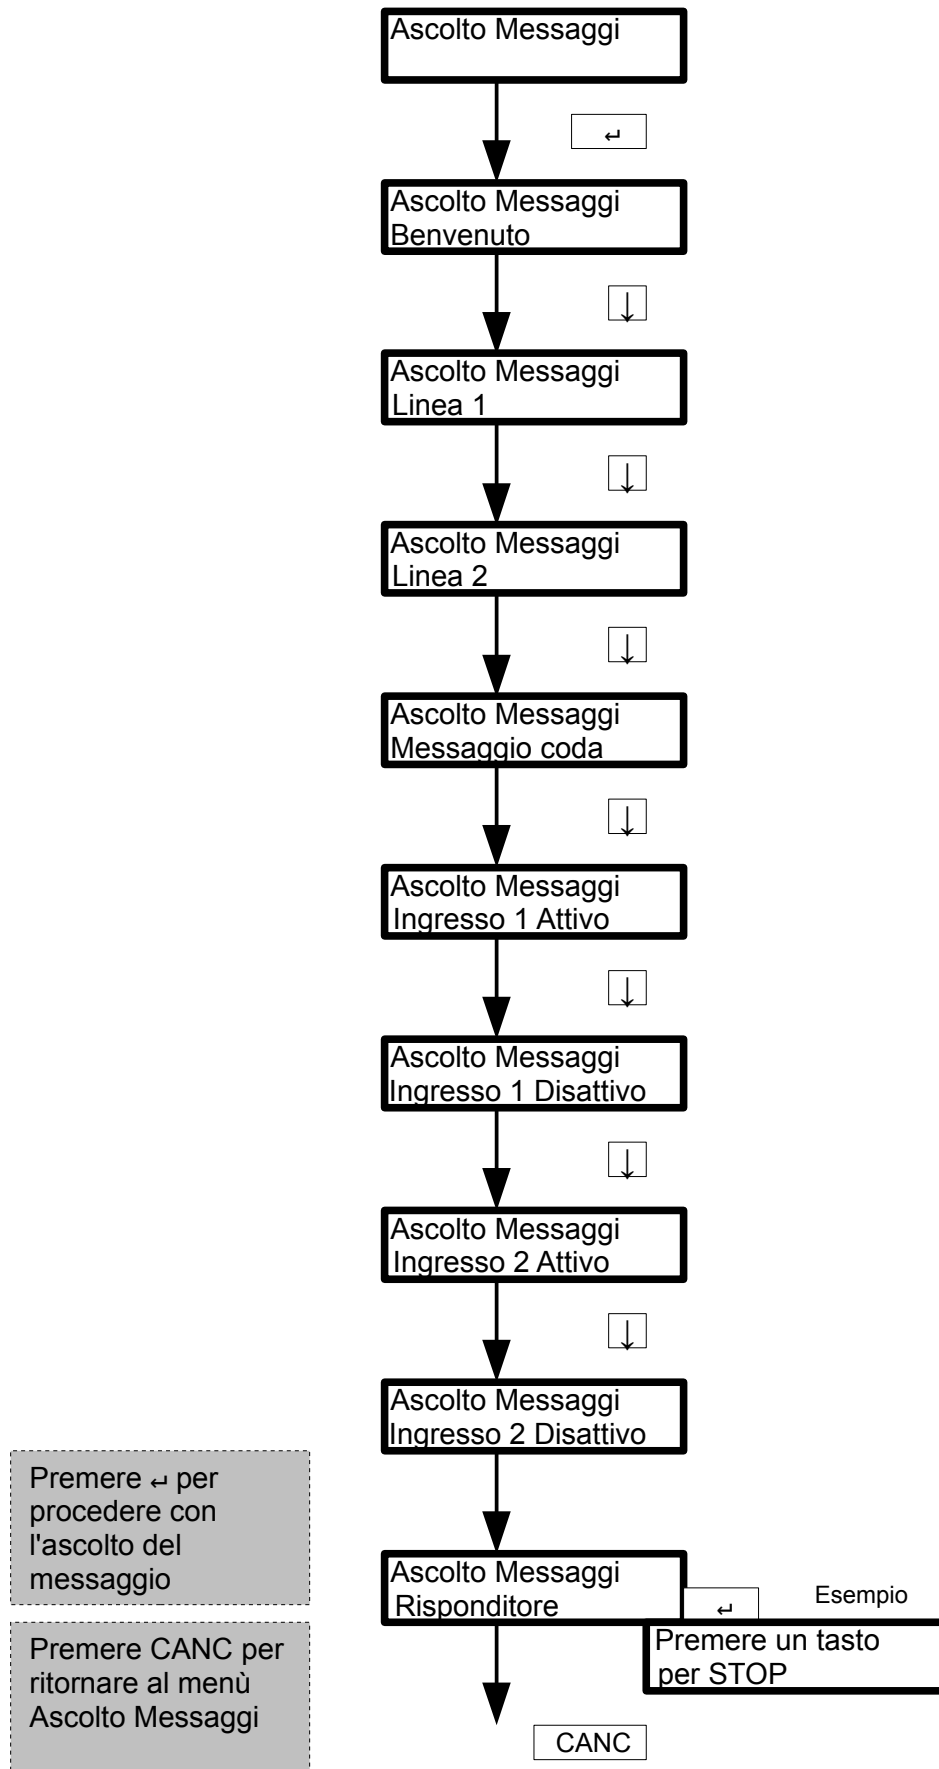 Ascolto Messaggi
↵
Ascolto Messaggi
Benvenuto
↓
Ascolto Messaggi
Linea 1
↓
Ascolto Messaggi
Linea 2
↓
Ascolto Messaggi
Messaggio coda
↓
Ascolto Messaggi
Ingresso 1 Attivo
↓
Ascolto Messaggi
Ingresso 1 Disattivo
↓
Ascolto Messaggi
Ingresso 2 Attivo
↓
Ascolto Messaggi
Ingresso 2 Disattivo
Premere ↵ per
procedere con
l'ascolto del
messaggio
Ascolto Messaggi
Risponditore
↵
Esempio
Premere un tasto
per STOP
Premere CANC per
ritornare al menù
Ascolto Messaggi
CANC